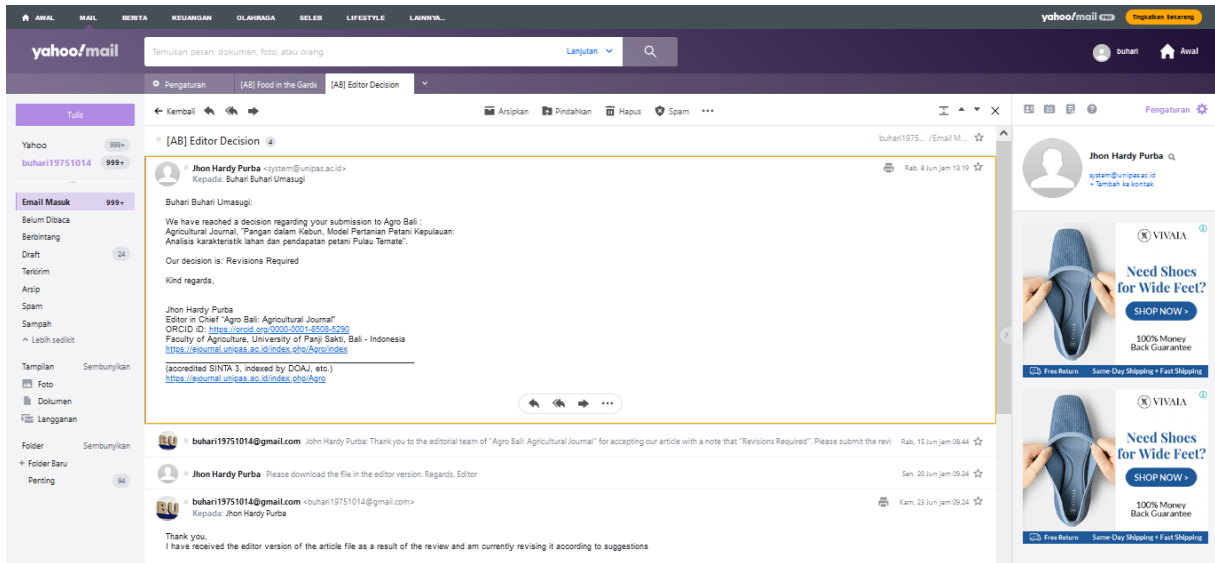 AWAL MAIL BERITA KEUANGAN OLAHRAGA SELEB LIFESTYLE LAINNYA...
yahoo!mail PRO Tingkatkan Sekarang
yahoo!mail
Temukan pesan, dokumen, foto, atau orang Lanjutan
buhari Awal
Pengaturan [AB] Food in the Garde [AB] Editor Decision
Tulis
Yahoo 999+
buhari19751014 999+
Email Masuk 999+
Belum Dibaca
Berbintang
Draft 24
Terkirim
Arsip
Spam
Sampah
Lebih sedikit
Tampilan Sembunyikan
Foto
Dokumen
Langganan
Folder Sembunyikan
+ Folder Baru
Penting 94
Kembali Arsipkan Pindahkan Hapus Spam
[AB] Editor Decision 4
buhari1975... /Email M...
Jhon Hardy Purba <system@unipas.ac.id>
Rab, 8 Jun jam 13.19
Kepada: Buhari Buhari Umasugi
Buhari Buhari Umasugi:
We have reached a decision regarding your submission to Agro Bali :
Agricultural Journal, "Pangan dalam Kebun, Model Pertanian Petani Kepulauan:
Analisis karakteristik lahan dan pendapatan petani Pulau Ternate".
Our decision is: Revisions Required
Kind regards,
Jhon Hardy Purba
Editor in Chief "Agro Bali: Agricultural Journal"
ORCID iD: https://orcid.org/0000-0001-8508-5290
Faculty of Agriculture, University of Panji Sakti, Bali - Indonesia
https://ejournal.unipas.ac.id/index.php/Agro/index
(accredited SINTA 3, indexed by DOAJ, etc.)
https://ejournal.unipas.ac.id/index.php/Agro
buhari19751014@gmail.com John Hardy Purba: Thank you to the editorial team of "Agro Bali: Agricultural Journal" for accepting our article with a note that "Revisions Required". Please submit the revi Rab, 15 Jun jam 08.44
Jhon Hardy Purba Please download the file in the editor version. Regards, Editor Sen, 20 Jun jam 09.24
buhari19751014@gmail.com <buhari19751014@gmail.com>
Kam, 23 Jun jam 09.24
Kepada: Jhon Hardy Purba
Thank you,
I have received the editor version of the article file as a result of the review and am currently revising it according to suggestions
Pengaturan
Jhon Hardy Purba
system@unipas.ac.id
+ Tambah ke kontak
VIVAIA
Need Shoes
for Wide Feet?
SHOP NOW >
100% Money
Back Guarantee
Free Return Same-Day Shipping + Fast Shipping
VIVAIA
Need Shoes
for Wide Feet?
SHOP NOW >
100% Money
Back Guarantee
Free Return Same-Day Shipping + Fast Shipping